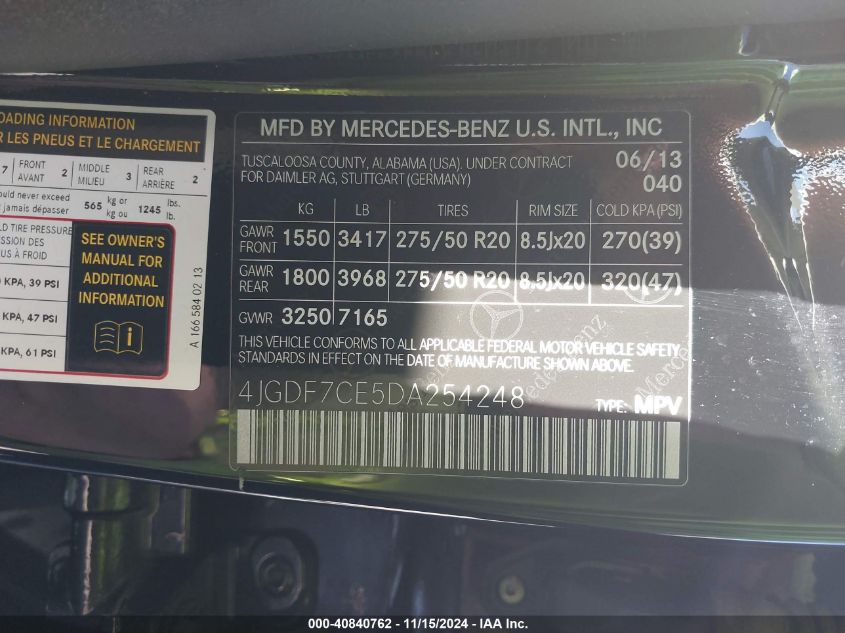 OADING INFORMATION
R LES PNEUS ET LE CHARGEMENT
7 FRONT AVANT 2 MIDDLE MILIEU 3 REAR ARRIÈRE 2
ould never exceed
jamais dépasser 565 kg or kg ou 1245 lbs. lb.
D TIRE PRESSURE
ESSION DES
US À FROID
KPA, 39 PSI
KPA, 47 PSI
KPA, 61 PSI
SEE OWNER'S
MANUAL FOR
ADDITIONAL
INFORMATION
A 166 584 02 13
MFD BY MERCEDES-BENZ U.S. INTL., INC
TUSCALOOSA COUNTY, ALABAMA (USA), UNDER CONTRACT 06/13
FOR DAIMLER AG, STUTTGART (GERMANY) 040
KG LB TIRES RIM SIZE COLD KPA (PSI)
GAWR FRONT 1550 3417 275/50 R20 8.5Jx20 270(39)
GAWR REAR 1800 3968 275/50 R20 8,5Jx20 320(47)
GVWR 3250 7165
THIS VEHICLE CONFORMS TO ALL APPLICABLE FEDERAL MOTOR VEHICLE SAFETY
STANDARDS IN EFFECT ON THE DATE OF MANUFACTURE SHOWN ABOVE.
4JGDF7CE5DA254248 TYPE: MPV
000-40840762 - 11/15/2024 - IAA Inc.